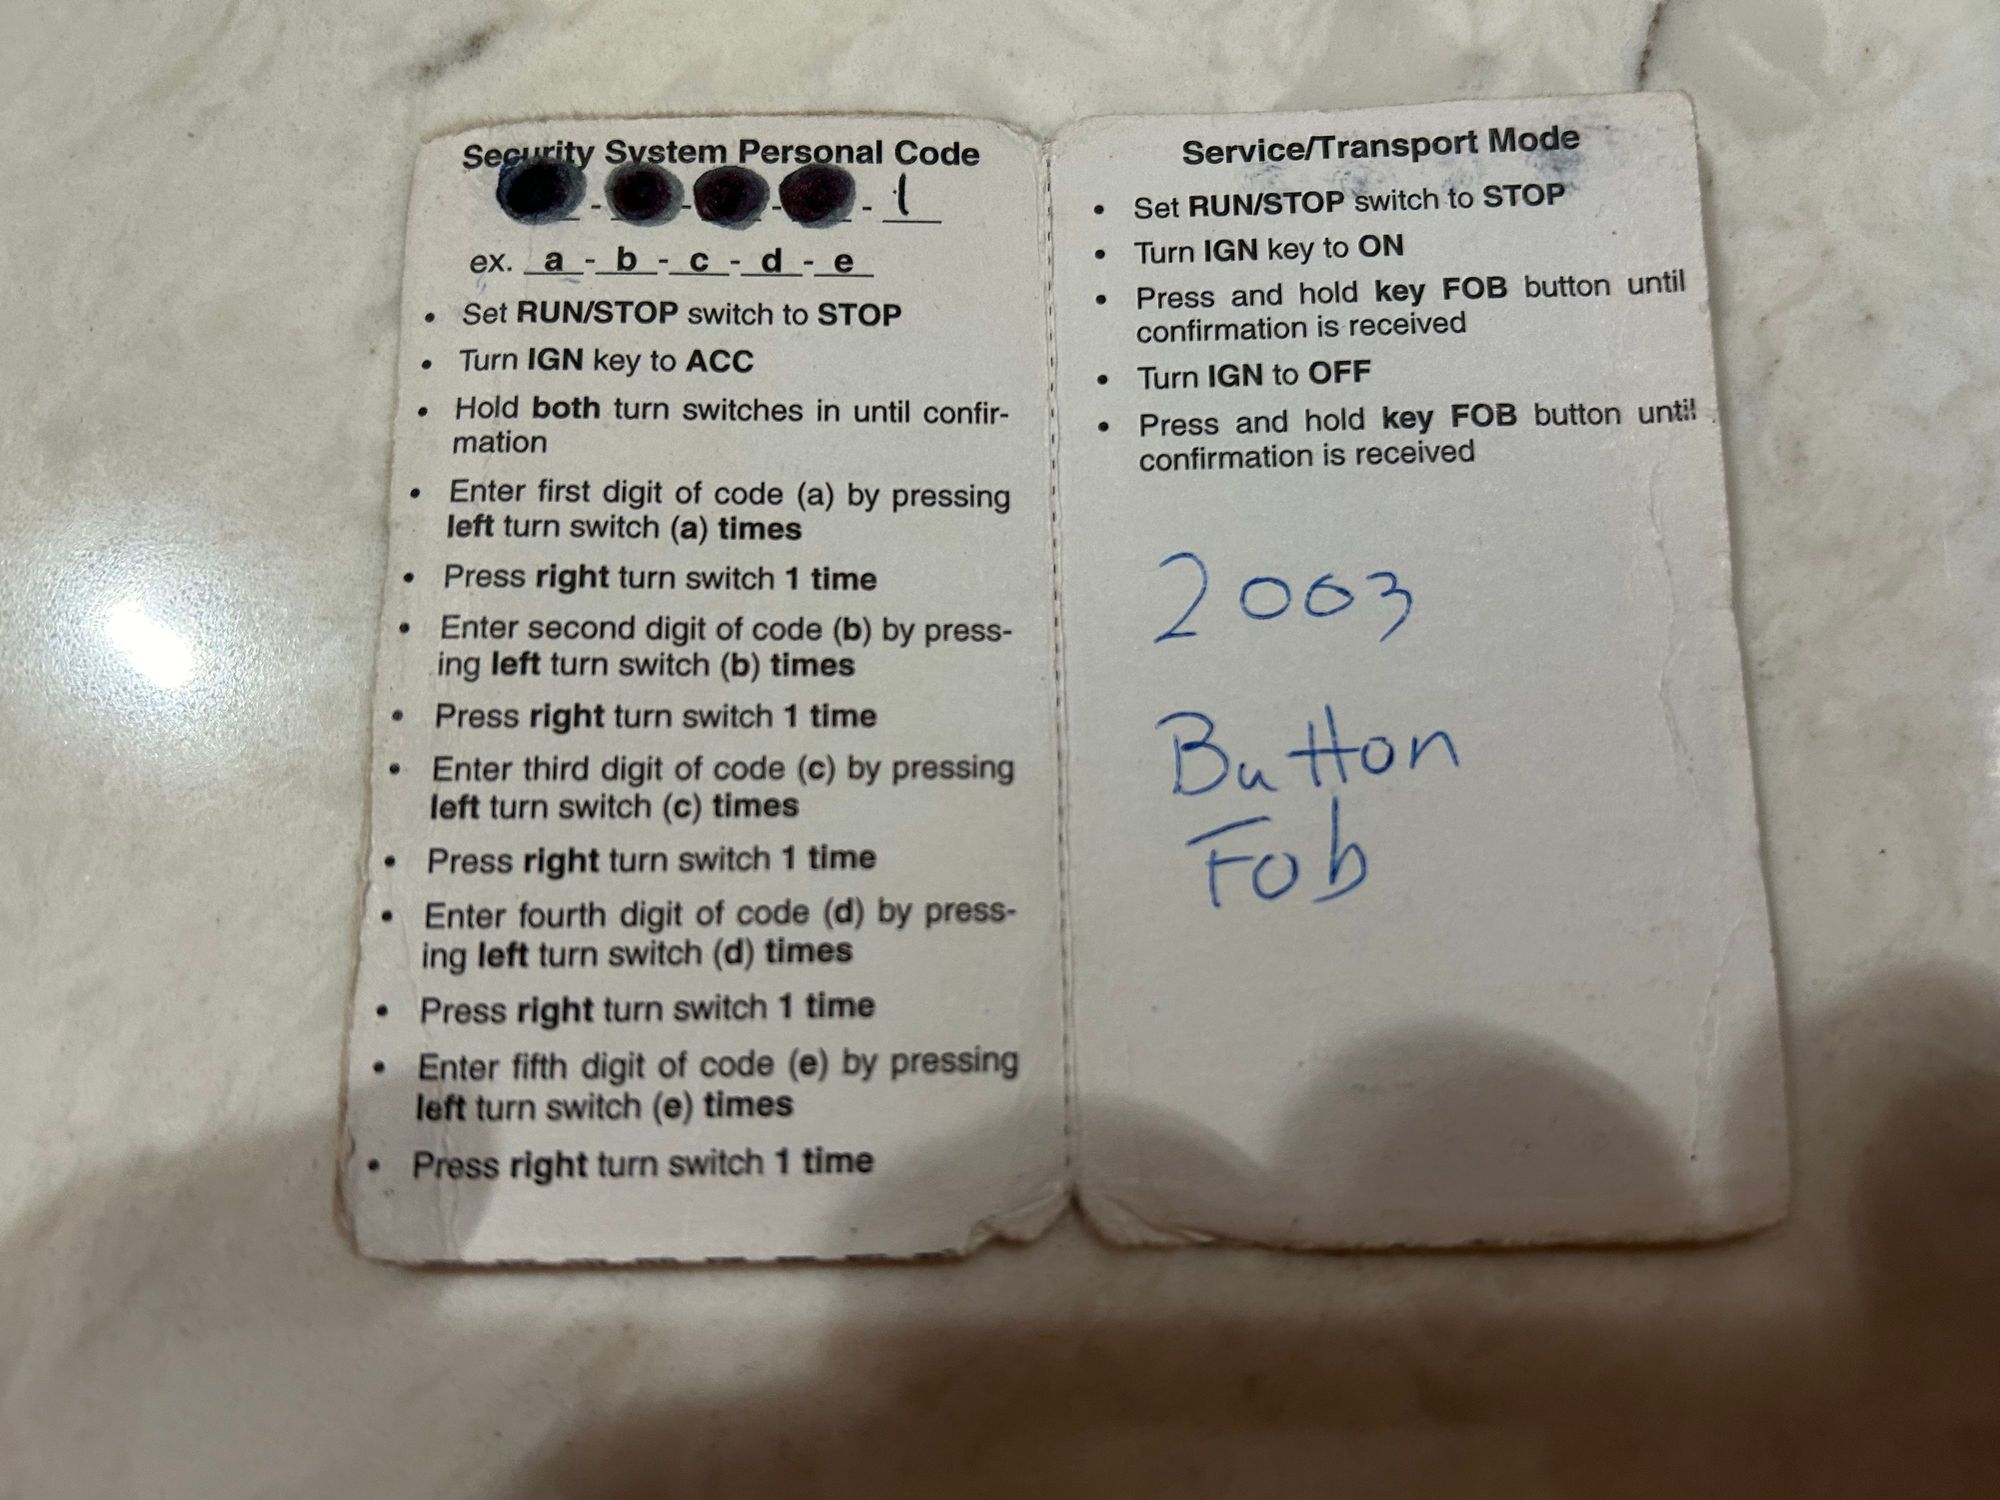 Security System Personal Code
- - - - 1
ex. a - b - c - d - e
• Set RUN/STOP switch to STOP
• Turn IGN key to ACC
• Hold both turn switches in until confir-
mation
• Enter first digit of code (a) by pressing
left turn switch (a) times
• Press right turn switch 1 time
• Enter second digit of code (b) by press-
ing left turn switch (b) times
• Press right turn switch 1 time
• Enter third digit of code (c) by pressing
left turn switch (c) times
• Press right turn switch 1 time
• Enter fourth digit of code (d) by press-
ing left turn switch (d) times
• Press right turn switch 1 time
• Enter fifth digit of code (e) by pressing
left turn switch (e) times
• Press right turn switch 1 time
Service/Transport Mode
• Set RUN/STOP switch to STOP
• Turn IGN key to ON
• Press and hold key FOB button until
confirmation is received
• Turn IGN to OFF
• Press and hold key FOB button until
confirmation is received
2003
Button
Fob